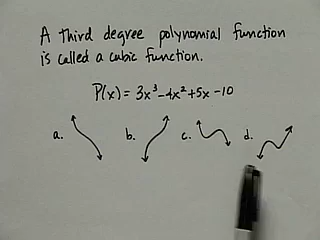 A third degree polynomial function
is called a cubic function.
P(x) = 3x³-4x²+5x-10
a. b. c. d.